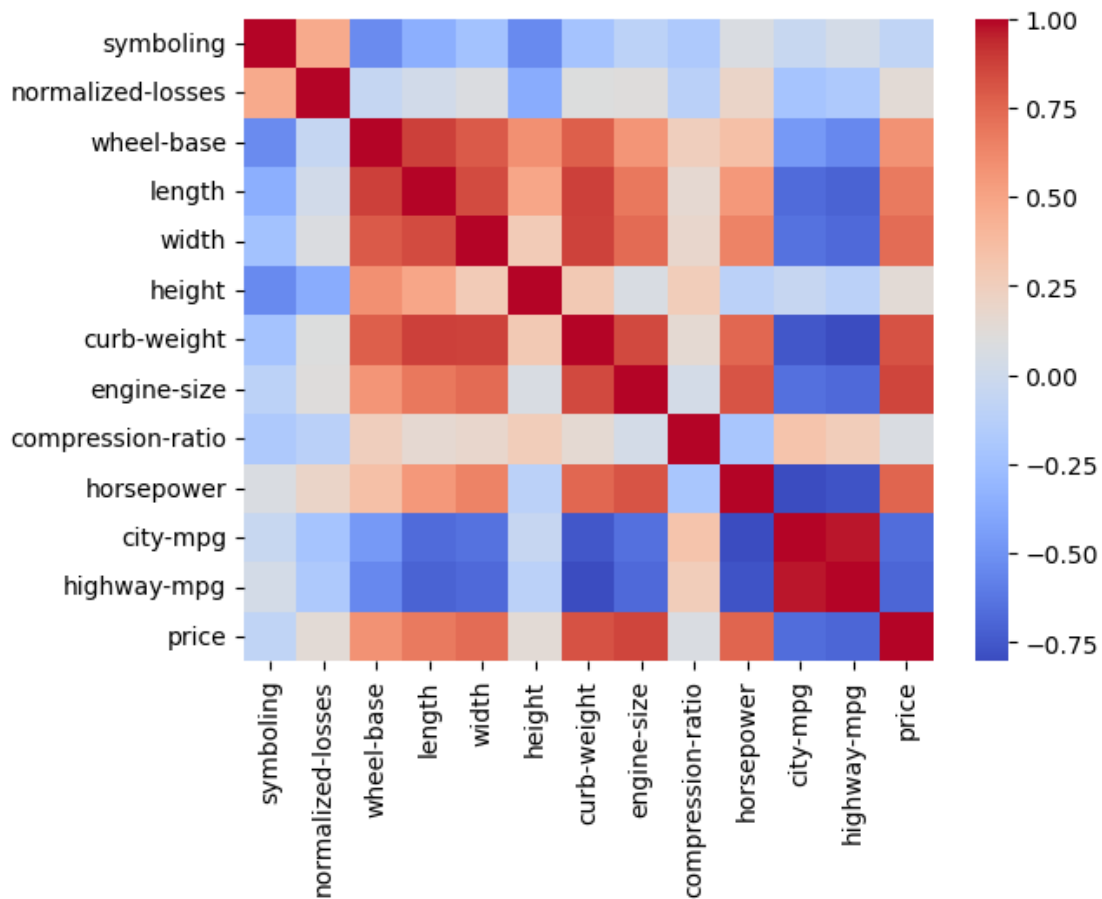 symboling
normalized-losses
wheel-base
length
width
height
curb-weight
engine-size
compression-ratio
horsepower
city-mpg
highway-mpg
price
symboling
normalized-losses
wheel-base
length
width
height
curb-weight
engine-size
compression-ratio
horsepower
city-mpg
highway-mpg
price
1.00
0.75
0.50
0.25
0.00
−0.25
−0.50
−0.75